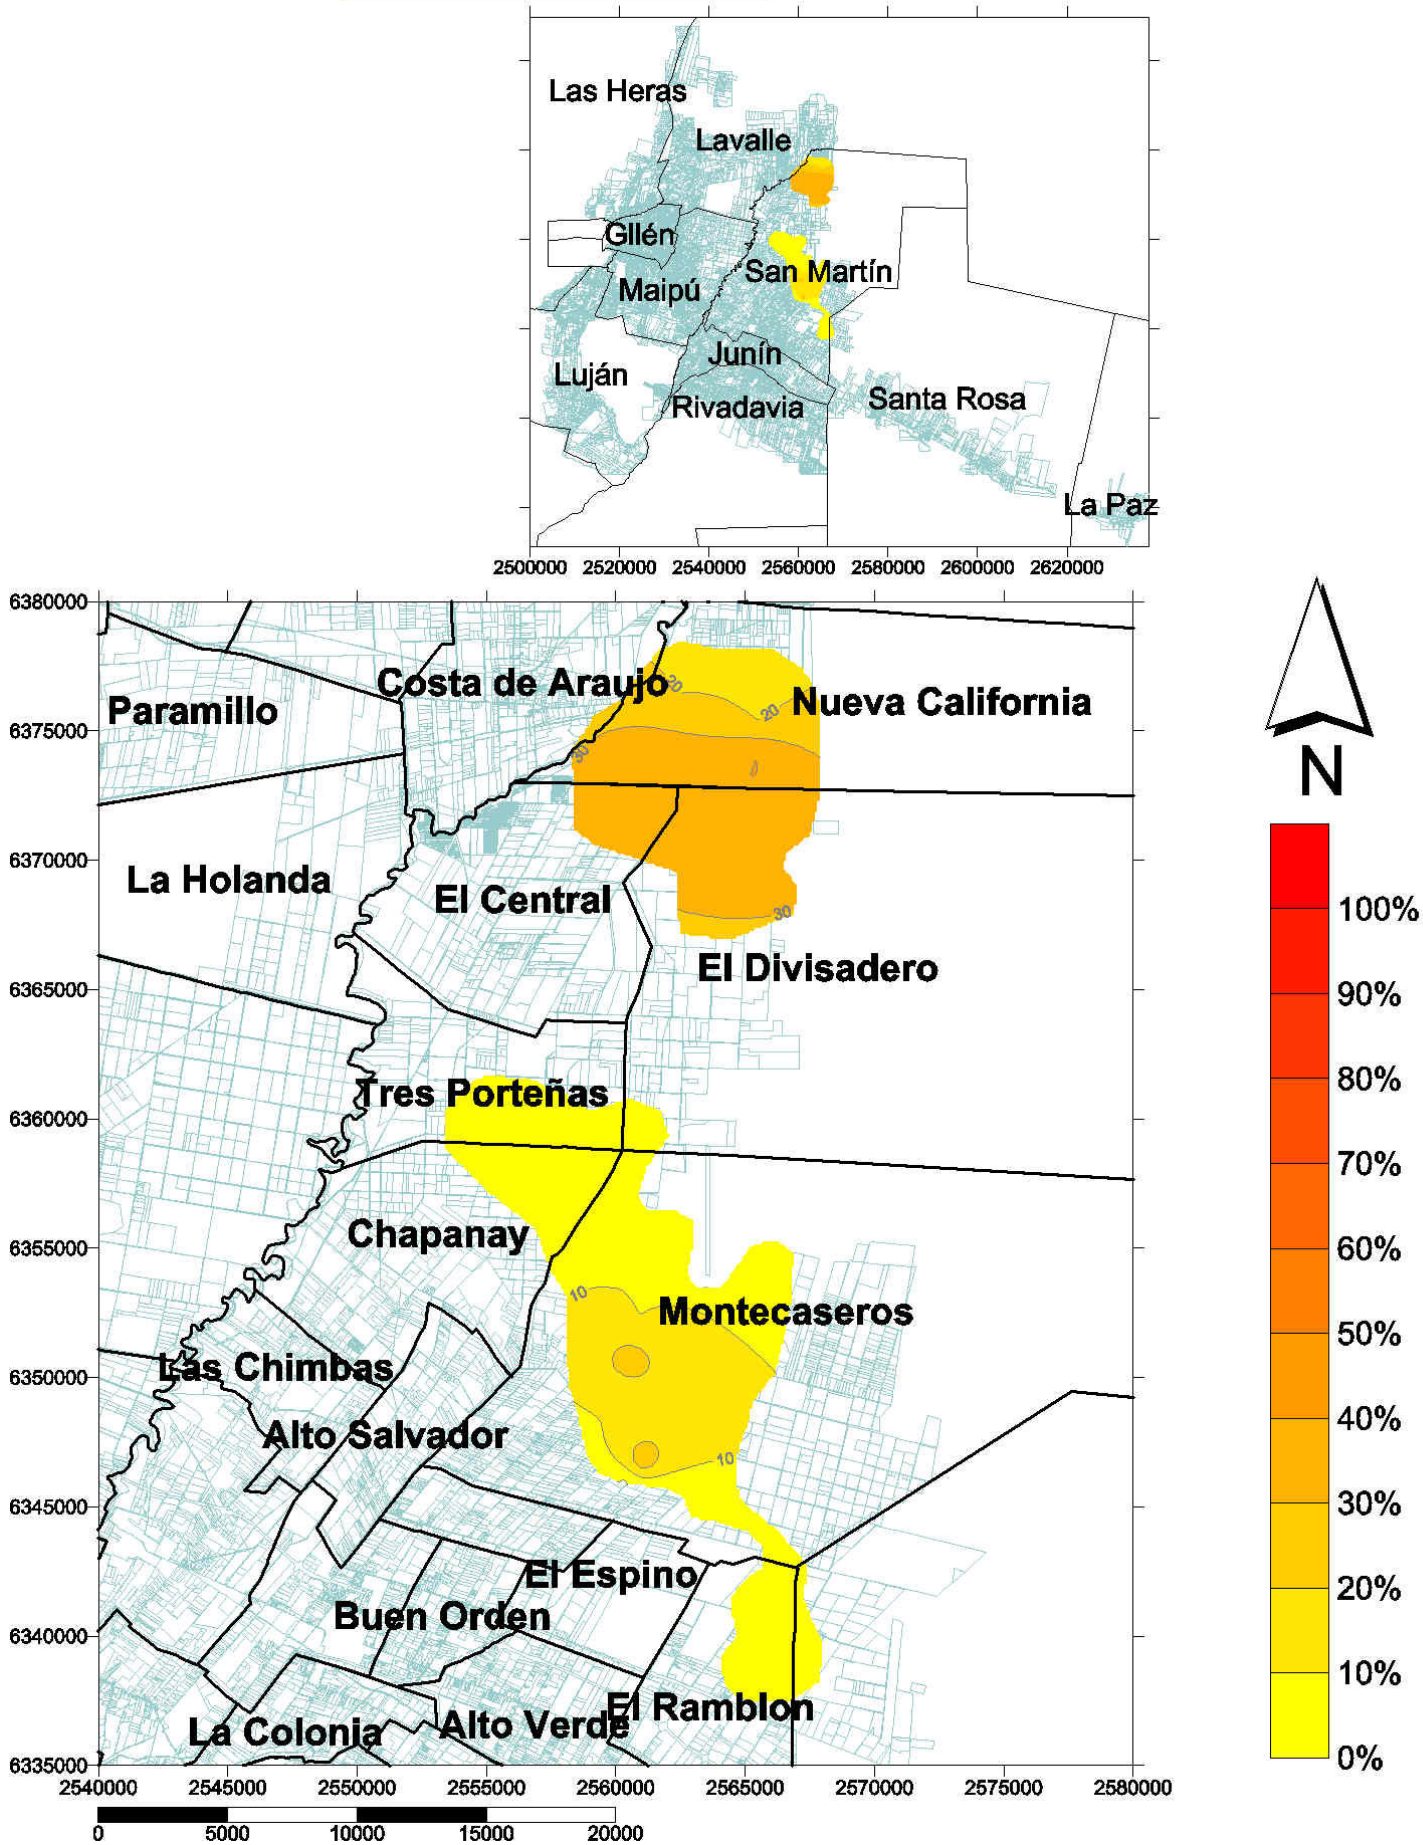 Las Heras
Lavalle
Gllén
San Martín
Maipú
Junín
Luján
Rivadavia
Santa Rosa
La Paz
2500000 2520000 2540000 2560000 2580000 2600000 2620000
6380000
Costa de Araujo
20
Nueva California
Paramillo
20
6375000
30
N
6370000
La Holanda
El Central
30
El Divisadero
6365000
Tres Porteñas
6360000
Chapanay
6355000
10
Montecaseros
Las Chimbas
6350000
Alto Salvador
10
6345000
El Espino
Buen Orden
6340000
El Ramblon
Alto Verde
La Colonia
6335000
2540000 2545000 2550000 2555000 2560000 2565000 2570000 2575000 2580000
0 5000 10000 15000 20000
100%
90%
80%
70%
60%
50%
40%
30%
20%
10%
0%